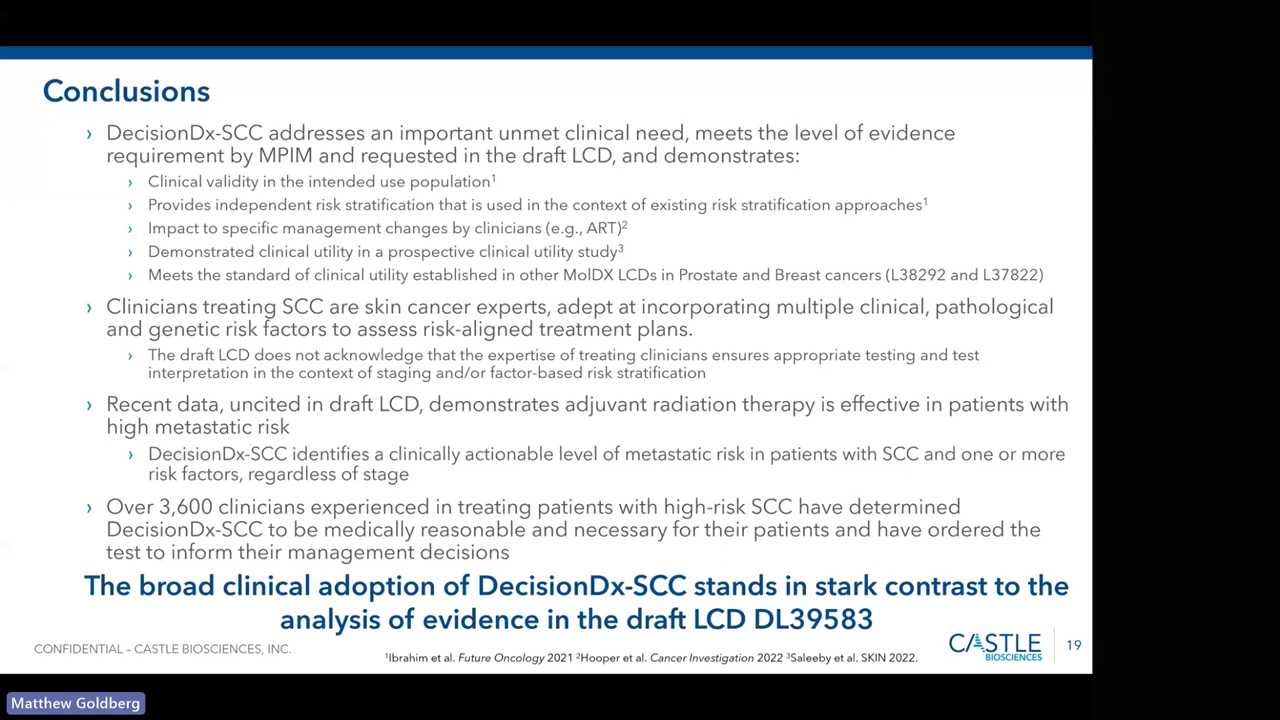 Conclusions
› DecisionDx-SCC addresses an important unmet clinical need, meets the level of evidence
requirement by MPIM and requested in the draft LCD, and demonstrates:
› Clinical validity in the intended use population¹
› Provides independent risk stratification that is used in the context of existing risk stratification approaches¹
› Impact to specific management changes by clinicians (e.g., ART)²
› Demonstrated clinical utility in a prospective clinical utility study³
› Meets the standard of clinical utility established in other MolDX LCDs in Prostate and Breast cancers (L38292 and L37822)
› Clinicians treating SCC are skin cancer experts, adept at incorporating multiple clinical, pathological
and genetic risk factors to assess risk-aligned treatment plans.
› The draft LCD does not acknowledge that the expertise of treating clinicians ensures appropriate testing and test
interpretation in the context of staging and/or factor-based risk stratification
› Recent data, uncited in draft LCD, demonstrates adjuvant radiation therapy is effective in patients with
high metastatic risk
› DecisionDx-SCC identifies a clinically actionable level of metastatic risk in patients with SCC and one or more
risk factors, regardless of stage
› Over 3,600 clinicians experienced in treating patients with high-risk SCC have determined
DecisionDx-SCC to be medically reasonable and necessary for their patients and have ordered the
test to inform their management decisions
The broad clinical adoption of DecisionDx-SCC stands in stark contrast to the
analysis of evidence in the draft LCD DL39583
CONFIDENTIAL – CASTLE BIOSCIENCES, INC.
¹Ibrahim et al. Future Oncology 2021 ²Hooper et al. Cancer Investigation 2022 ³Saleeby et al. SKIN 2022.
CASTLE
BIOSCIENCES
19
Matthew Goldberg